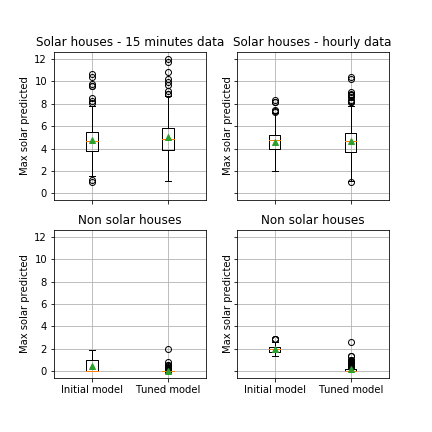 Solar houses - 15 minutes data
Solar houses - hourly data
Max solar predicted
12
10
8
6
4
2
0
Max solar predicted
Non solar houses
Non solar houses
Max solar predicted
12
10
8
6
4
2
0
Max solar predicted
Initial model
Tuned model
Initial model
Tuned model